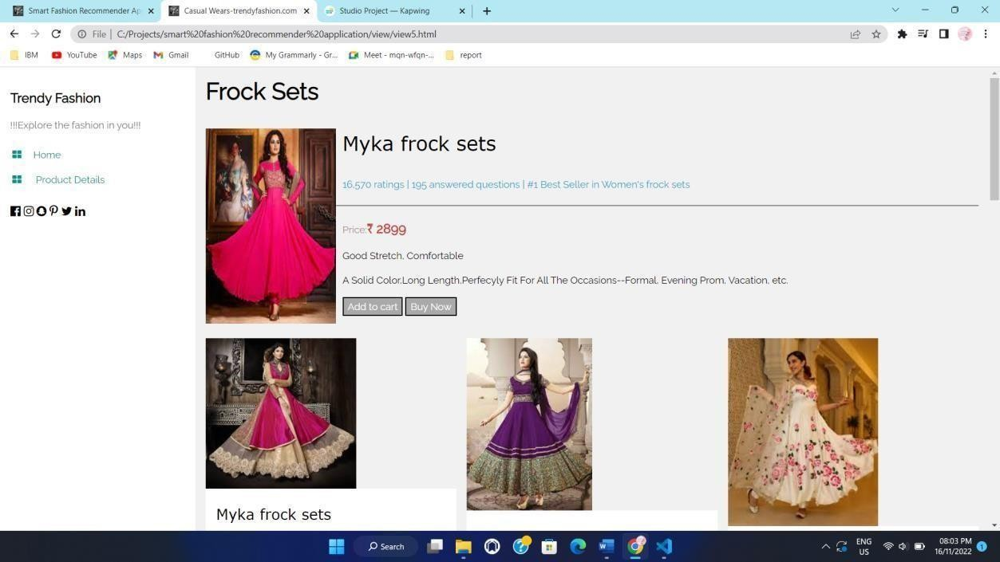 Smart Fashion Recommender Ap
Casual Wears-trendyfashion.com
Studio Project — Kapwing
File | C:/Projects/smart%20fashion%20recommender%20application/view/view5.html
IBM
YouTube
Maps
Gmail
GitHub
My Grammarly - Gr...
Meet - mqn-wfqn-...
report
Trendy Fashion
!!!Explore the fashion in you!!!
Home
Product Details
Frock Sets
Myka frock sets
16,570 ratings | 195 answered questions | #1 Best Seller in Women's frock sets
Price:₹ 2899
Good Stretch, Comfortable
A Solid Color,Long Length,Perfecyly Fit For All The Occasions--Formal, Evening Prom, Vacation, etc.
Add to cart Buy Now
Myka frock sets
Search
ENG
US
08:03 PM
16/11/2022
1